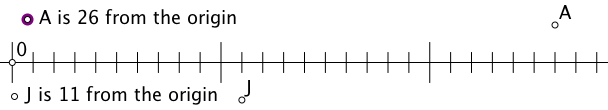 A is 26 from the origin
A
0
J is 11 from the origin
J